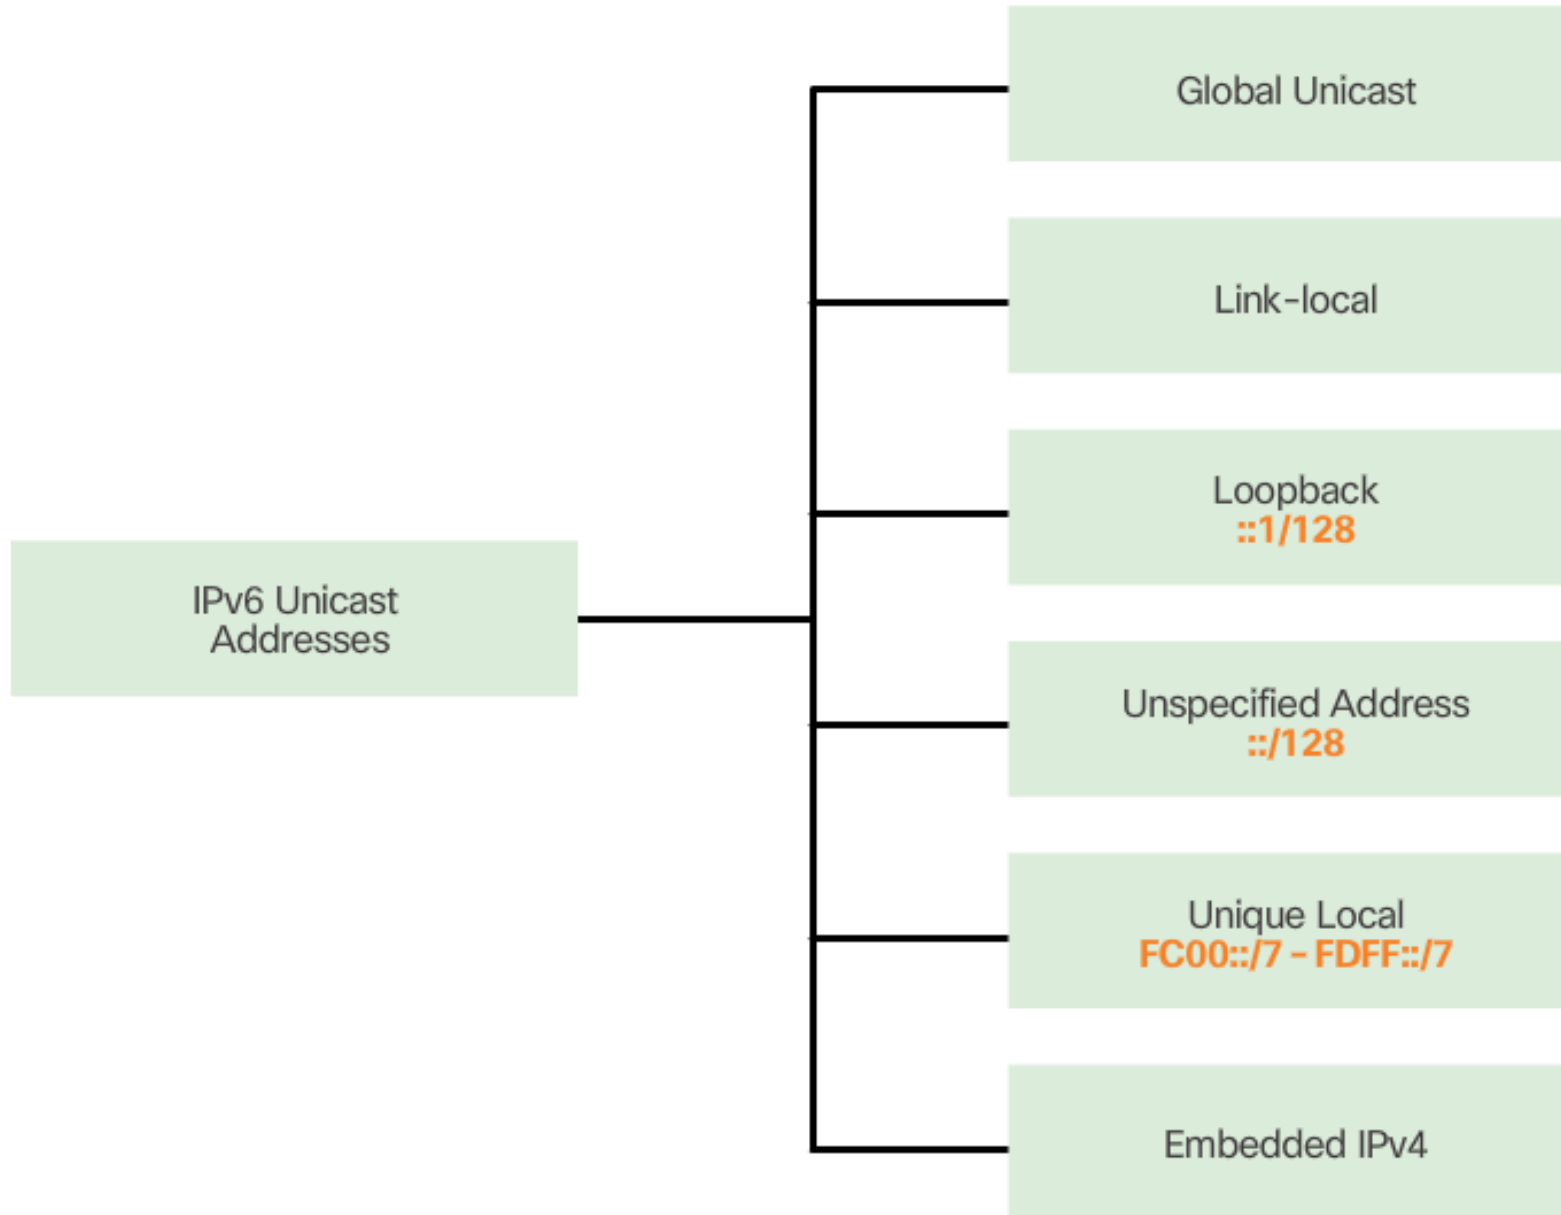 Global Unicast
Link-local
Loopback
::1/128
IPv6 Unicast
Addresses
Unspecified Address
::/128
Unique Local
FC00::/7 - FDFF::/7
Embedded IPv4